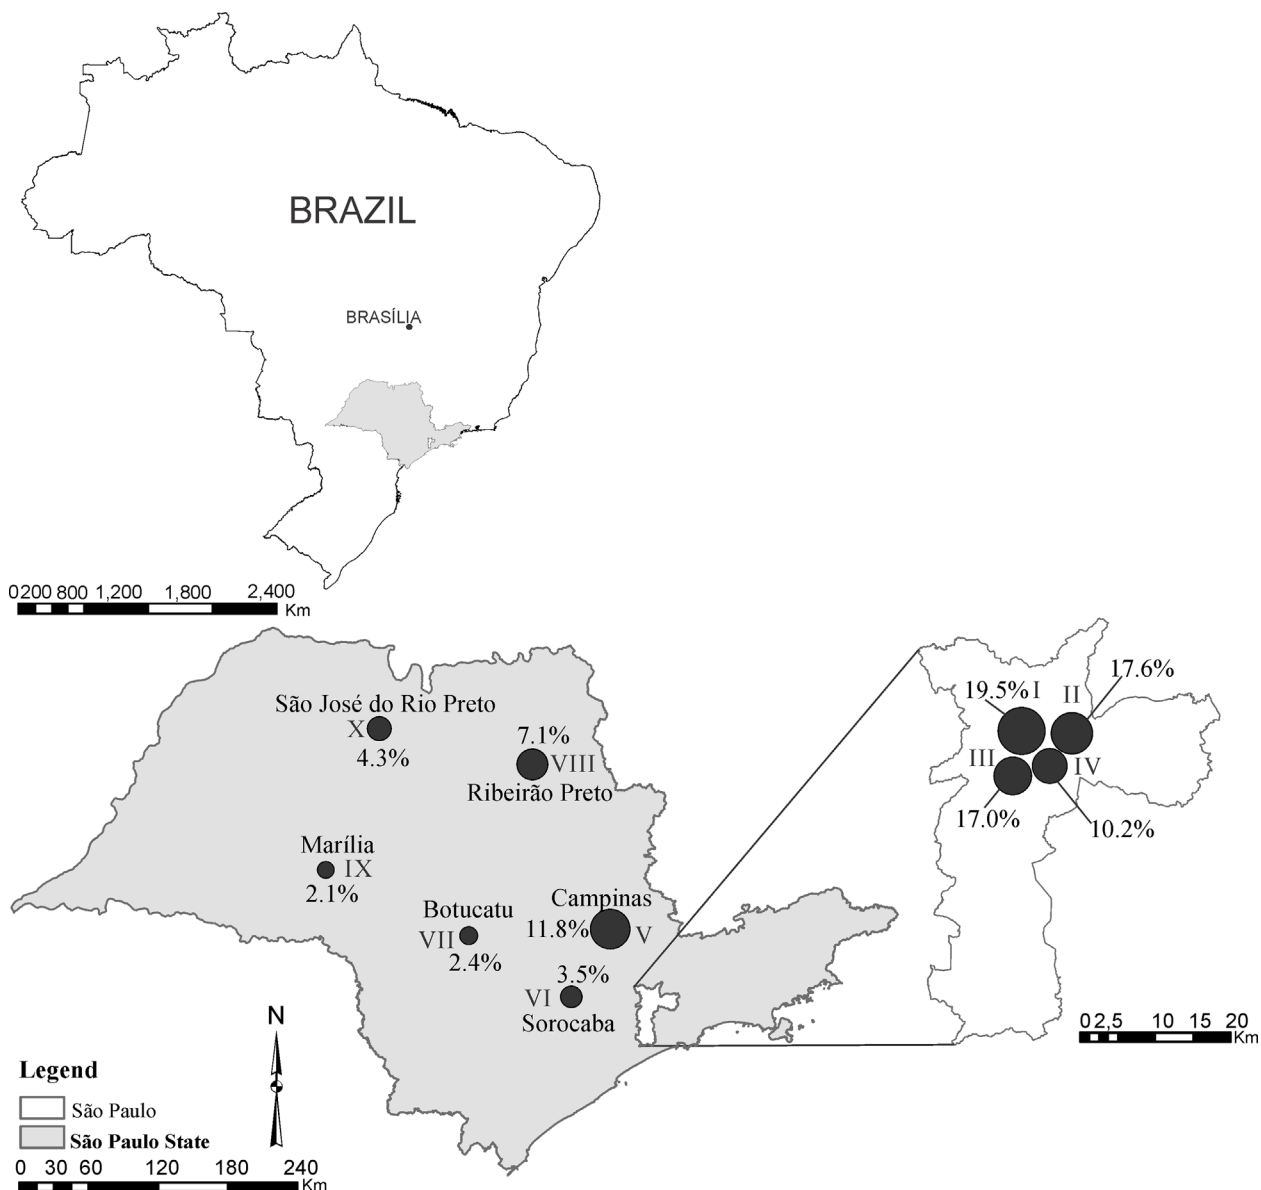 BRAZIL
BRASÍLIA
0200 800 1,200 1,800 2,400
Km
São José do Rio Preto
X
4.3%
7.1%
VIII
Ribeirão Preto
Marília
IX
2.1%
Botucatu
VII
2.4%
Campinas
11.8%
V
3.5%
VI
Sorocaba
19.5% I
II
17.6%
III
IV
17.0%
10.2%
0 2,5 10 15 20
Km
N
Legend
São Paulo
São Paulo State
0 30 60 120 180 240
Km